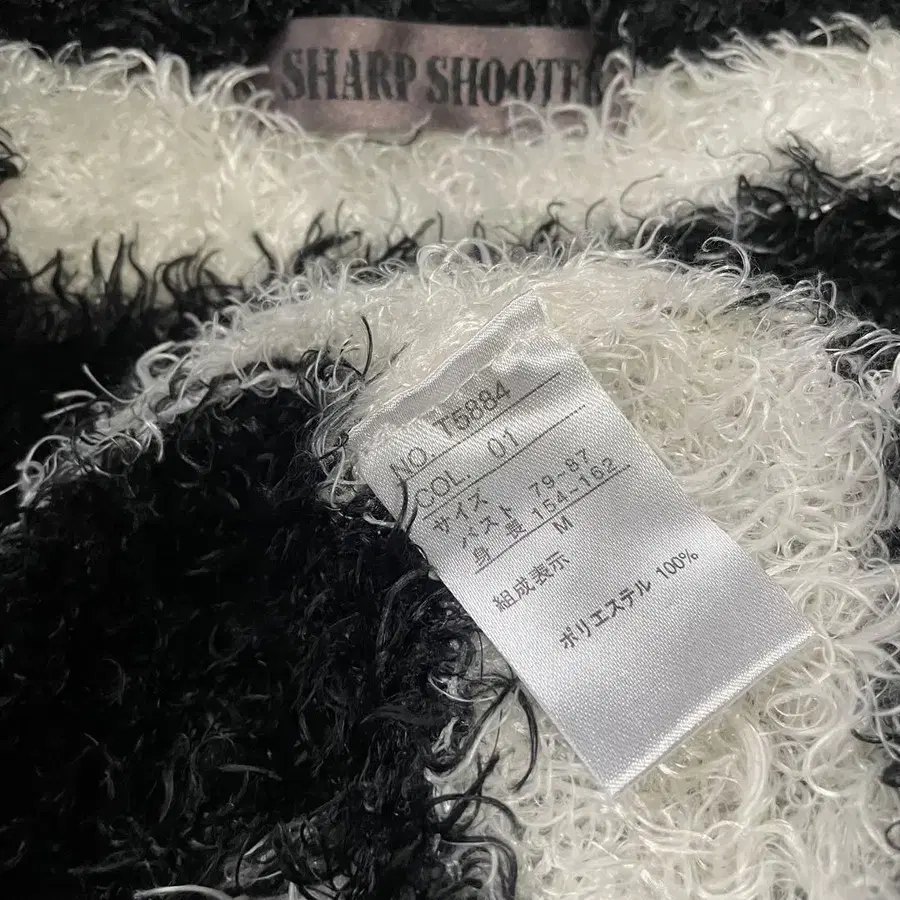 SHARP SHOOTER
NO. T5884
COL. 01
サイズ
バスト 79-87
身長 154-162
M
組成表示
ポリエステル 100%